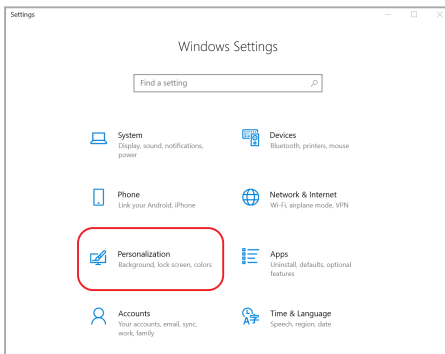 Settings
Windows Settings
Find a setting
System
Display, sound, notifications,
power
Devices
Bluetooth, printers, mouse
Phone
Link your Android, iPhone
Network & Internet
Wi-Fi, airplane mode, VPN
Personalization
Background, lock screen, colors
Apps
Uninstall, defaults, optional
features
Accounts
Your accounts, email, sync,
work, family
Time & Language
Speech, region, date